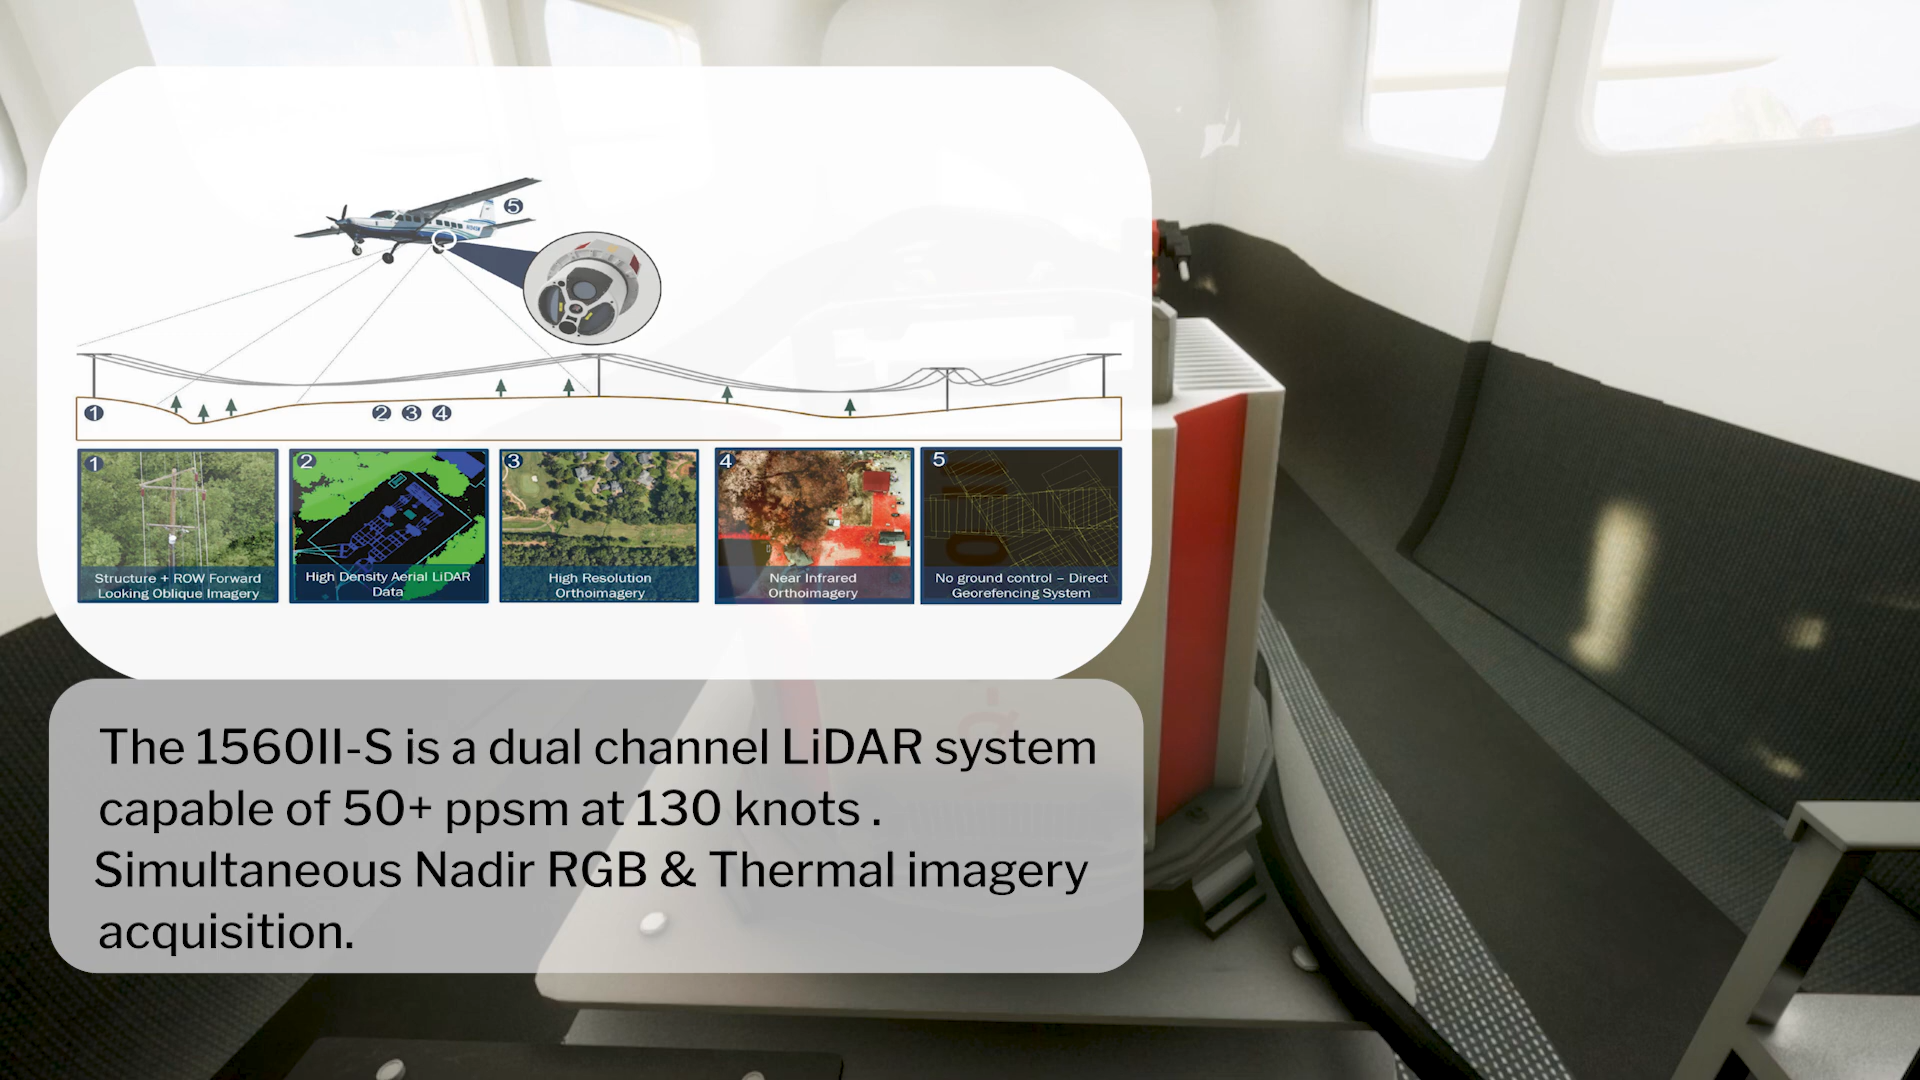 5
1
2 3 4
1
Structure + ROW Forward
Looking Oblique Imagery
2
High Density Aerial LiDAR
Data
3
High Resolution
Orthoimagery
4
Near Infrared
Orthoimagery
5
No ground control – Direct
Georefencing System
The 1560II-S is a dual channel LiDAR system
capable of 50+ ppsm at 130 knots .
Simultaneous Nadir RGB & Thermal imagery
acquisition.